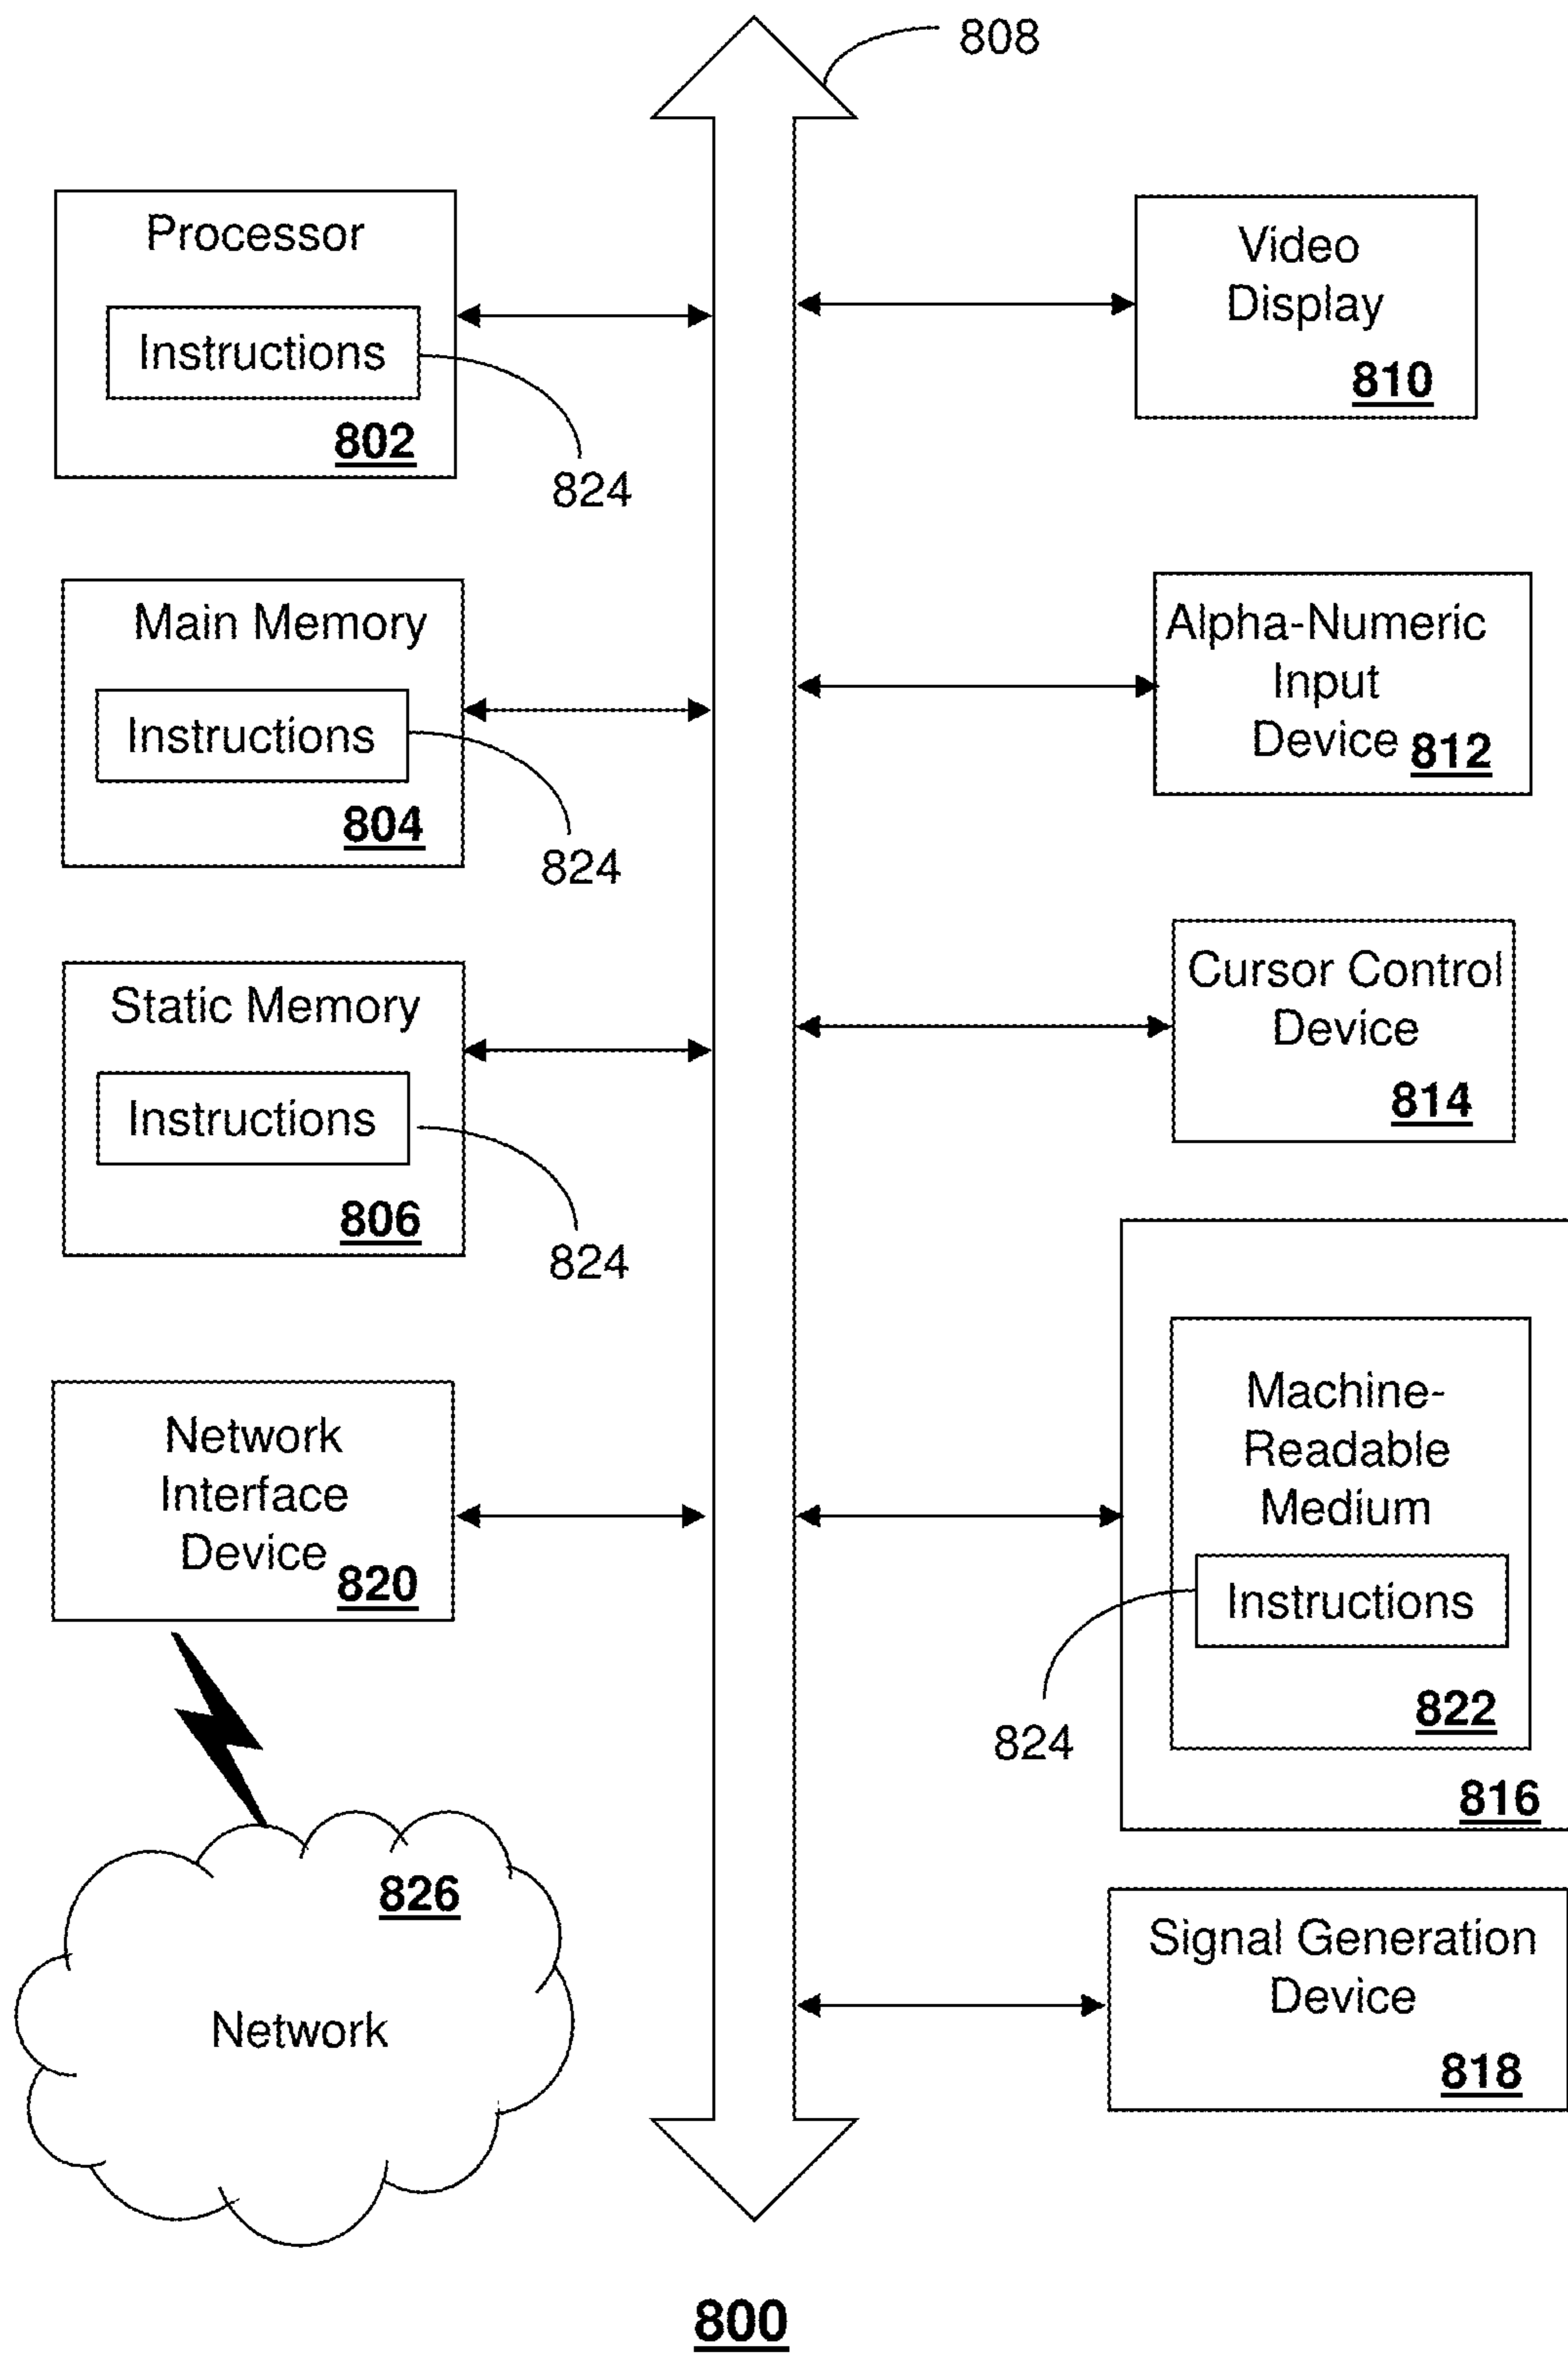 808
Processor
Instructions
802
824
Main Memory
Instructions
804
824
Static Memory
Instructions
806
824
Network
Interface
Device
820
826
Network
Video
Display
810
Alpha-Numeric
Input
Device
812
Cursor Control
Device
814
Machine-
Readable
Medium
Instructions
824
822
816
Signal Generation
Device
818
800